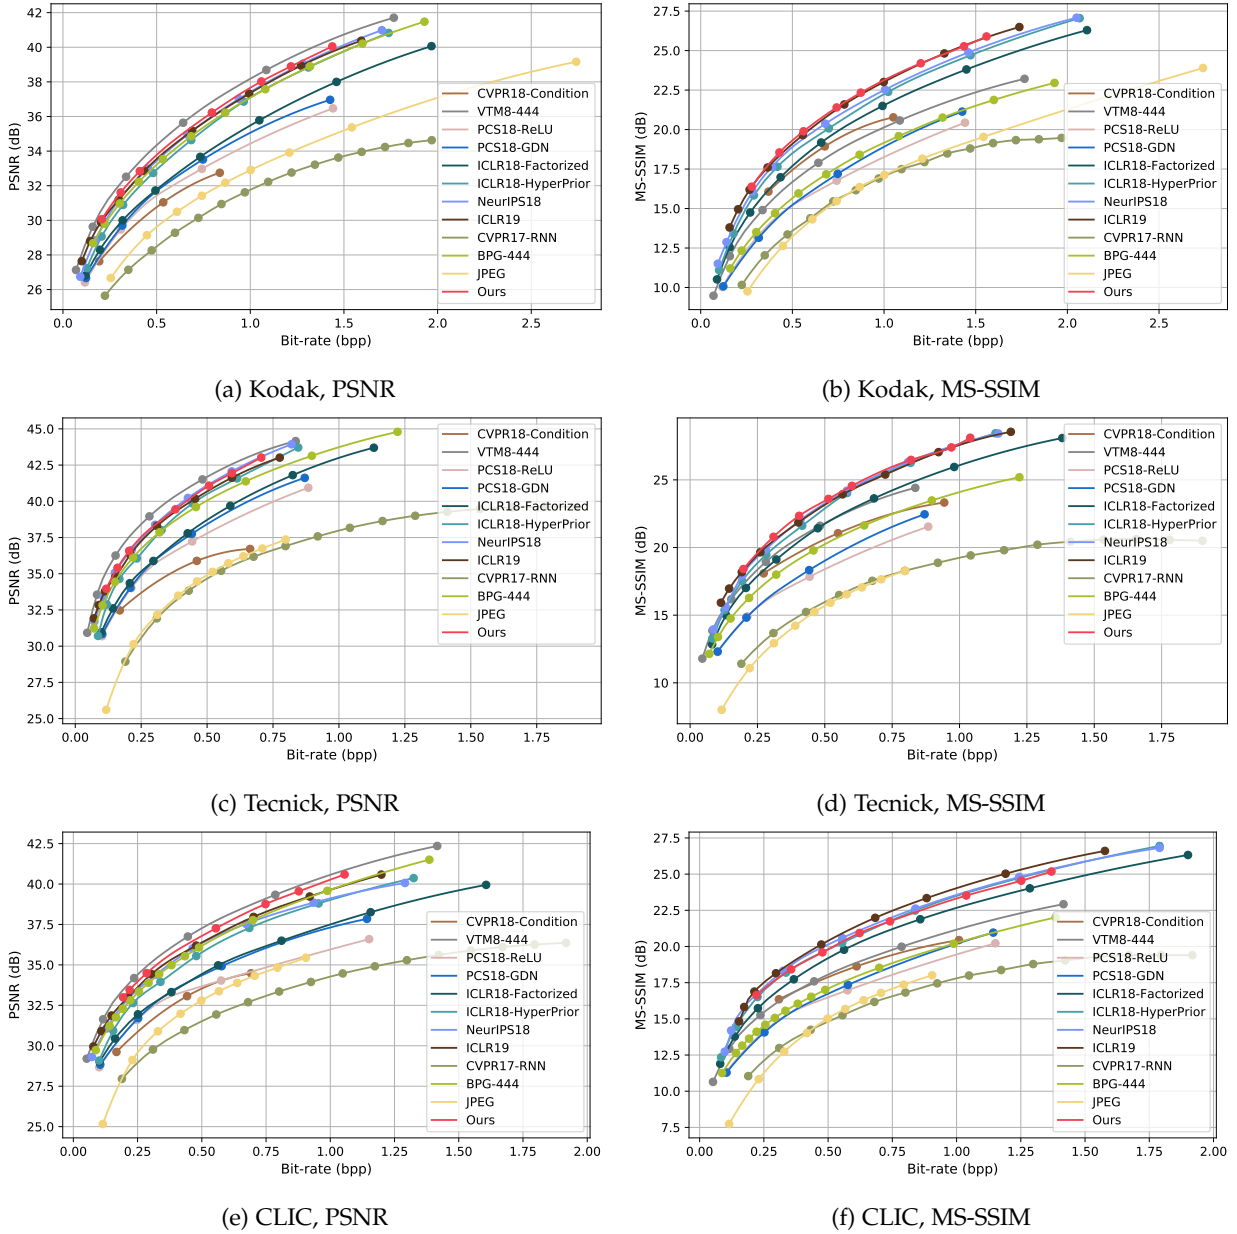 42
40
38
36
34
32
30
28
26
PSNR (dB)
0.0 0.5 1.0 1.5 2.0 2.5
Bit-rate (bpp)
CVPR18-Condition
VTM8-444
PCS18-ReLU
PCS18-GDN
ICLR18-Factorized
ICLR18-HyperPrior
NeurIPS18
ICLR19
CVPR17-RNN
BPG-444
JPEG
Ours
(a) Kodak, PSNR
27.5
25.0
22.5
20.0
17.5
15.0
12.5
10.0
MS-SSIM (dB)
0.0 0.5 1.0 1.5 2.0 2.5
Bit-rate (bpp)
CVPR18-Condition
VTM8-444
PCS18-ReLU
PCS18-GDN
ICLR18-Factorized
ICLR18-HyperPrior
NeurIPS18
ICLR19
CVPR17-RNN
BPG-444
JPEG
Ours
(b) Kodak, MS-SSIM
45.0
42.5
40.0
37.5
35.0
32.5
30.0
27.5
25.0
PSNR (dB)
0.00 0.25 0.50 0.75 1.00 1.25 1.50 1.75
Bit-rate (bpp)
CVPR18-Condition
VTM8-444
PCS18-ReLU
PCS18-GDN
ICLR18-Factorized
ICLR18-HyperPrior
NeurIPS18
ICLR19
CVPR17-RNN
BPG-444
JPEG
Ours
(c) Tecnick, PSNR
25
20
15
10
MS-SSIM (dB)
0.00 0.25 0.50 0.75 1.00 1.25 1.50 1.75
Bit-rate (bpp)
CVPR18-Condition
VTM8-444
PCS18-ReLU
PCS18-GDN
ICLR18-Factorized
ICLR18-HyperPrior
NeurIPS18
ICLR19
CVPR17-RNN
BPG-444
JPEG
Ours
(d) Tecnick, MS-SSIM
42.5
40.0
37.5
35.0
32.5
30.0
27.5
25.0
PSNR (dB)
0.00 0.25 0.50 0.75 1.00 1.25 1.50 1.75 2.00
Bit-rate (bpp)
CVPR18-Condition
VTM8-444
PCS18-ReLU
PCS18-GDN
ICLR18-Factorized
ICLR18-HyperPrior
NeurIPS18
ICLR19
CVPR17-RNN
BPG-444
JPEG
Ours
(e) CLIC, PSNR
27.5
25.0
22.5
20.0
17.5
15.0
12.5
10.0
7.5
MS-SSIM (dB)
0.00 0.25 0.50 0.75 1.00 1.25 1.50 1.75 2.00
Bit-rate (bpp)
CVPR18-Condition
VTM8-444
PCS18-ReLU
PCS18-GDN
ICLR18-Factorized
ICLR18-HyperPrior
NeurIPS18
ICLR19
CVPR17-RNN
BPG-444
JPEG
Ours
(f) CLIC, MS-SSIM